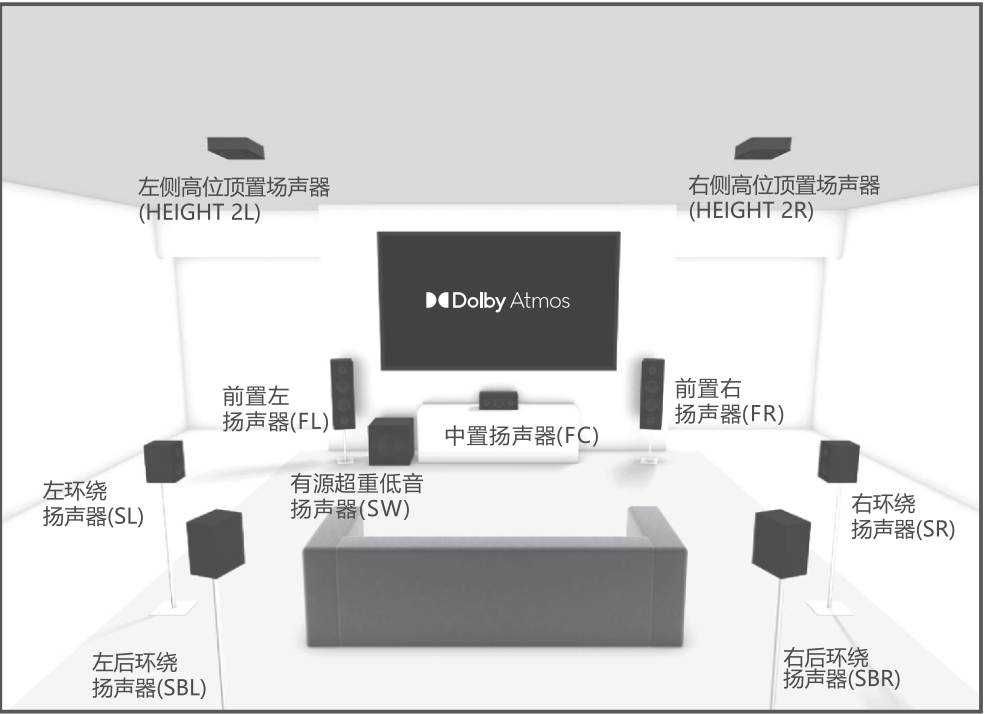 左侧高位顶置场声器
(HEIGHT 2L)
右侧高位顶置场声器
(HEIGHT 2R)
Dolby Atmos
前置左
扬声器(FL)
前置右
扬声器(FR)
中置扬声器(FC)
有源超重低音
扬声器(SW)
左环绕
扬声器(SL)
右环绕
扬声器(SR)
左后环绕
扬声器(SBL)
右后环绕
扬声器(SBR)